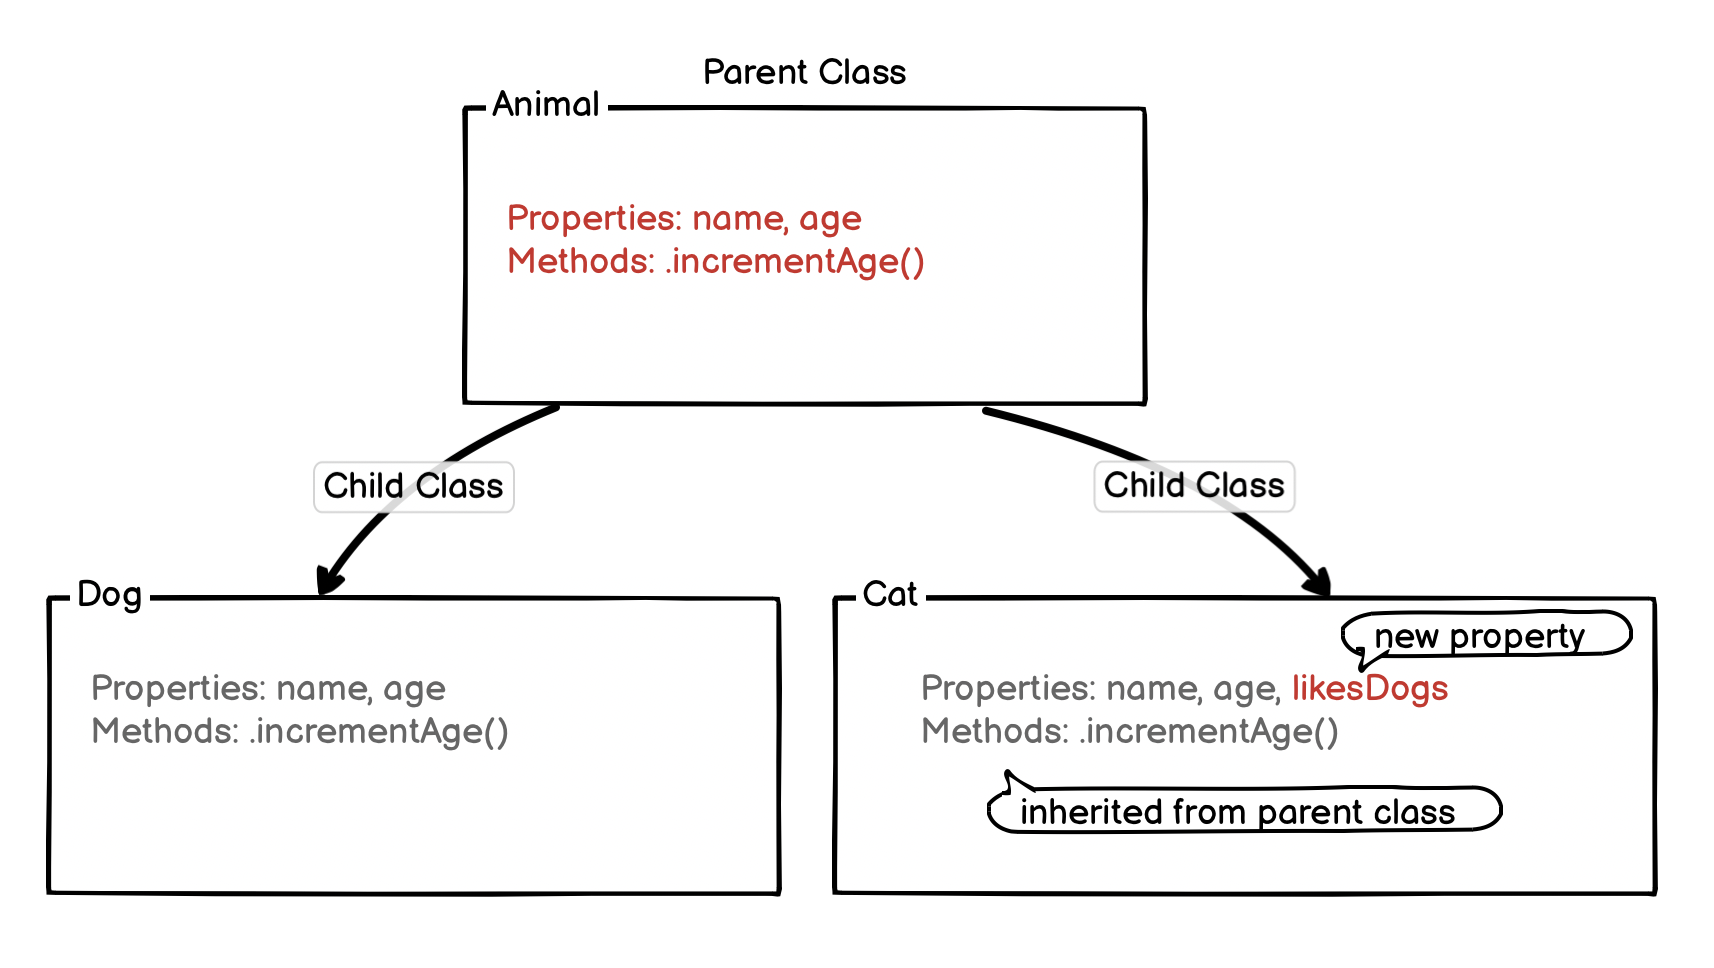 Parent Class
Animal
Properties: name, age
Methods: .incrementAge()
Child Class
Child Class
Dog
Properties: name, age
Methods: .incrementAge()
Cat
new property
Properties: name, age, likesDogs
Methods: .incrementAge()
inherited from parent class